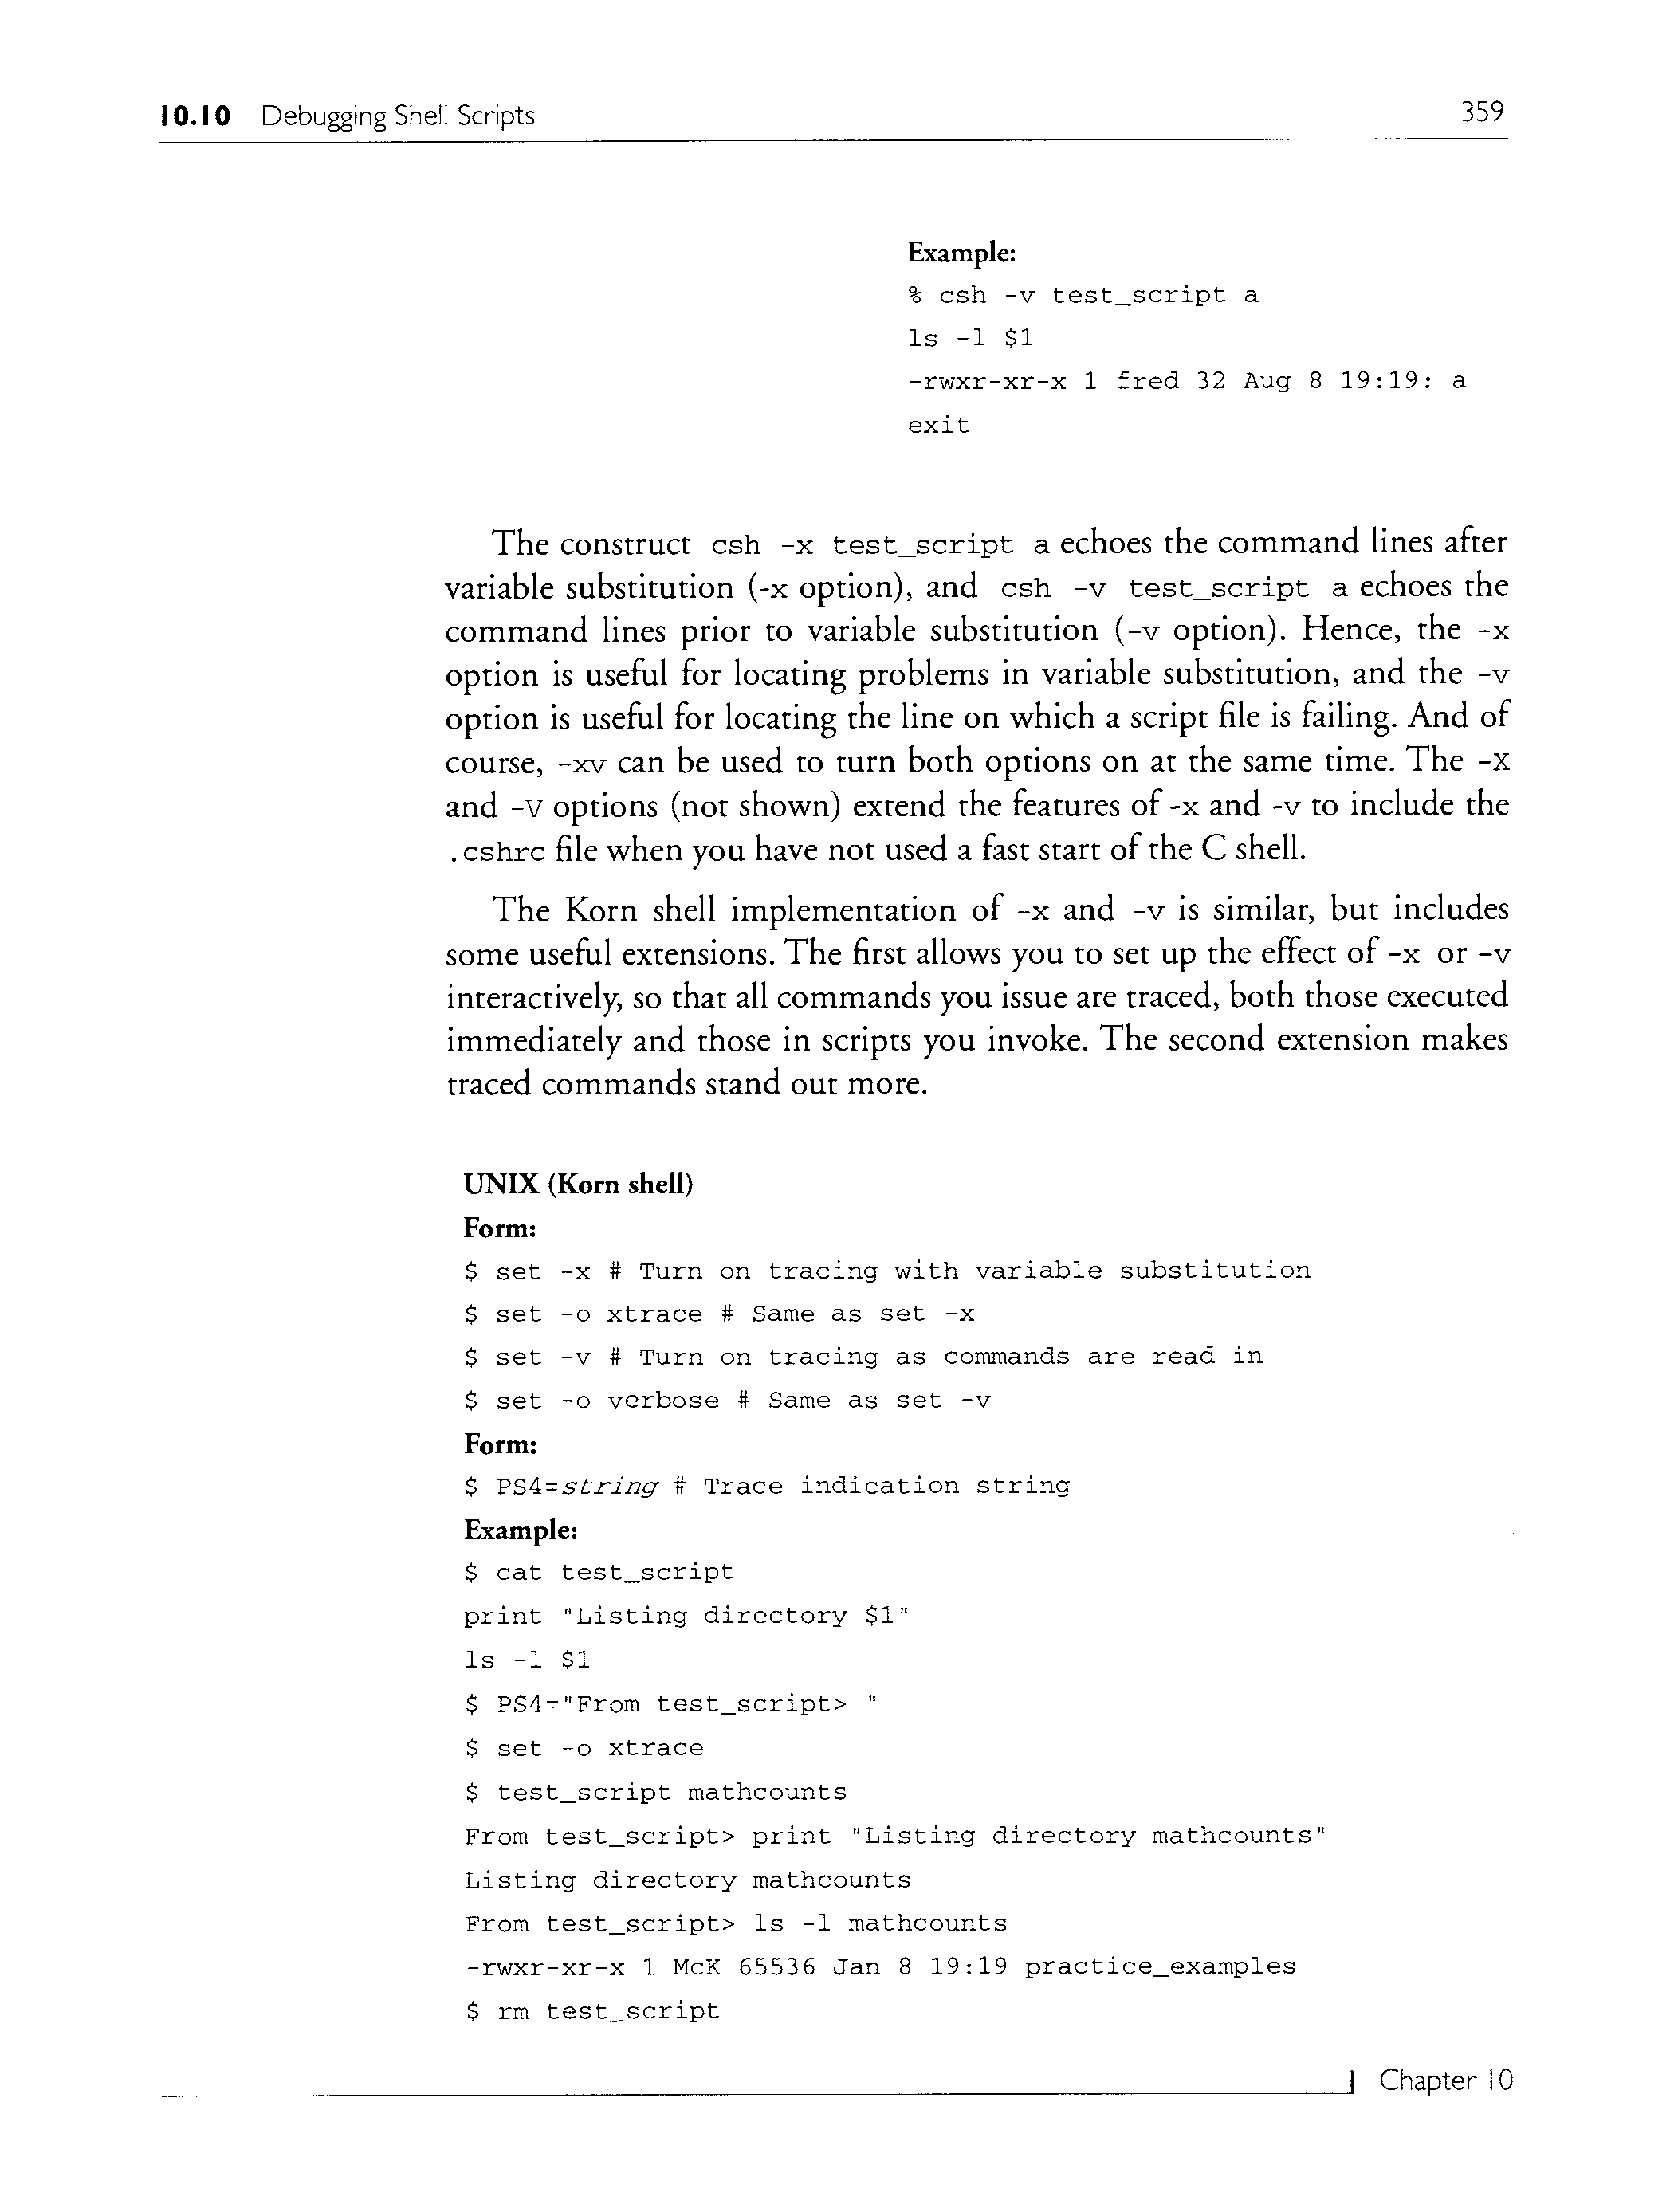 10.10 Debugging Shell Scripts 359
Example:
% csh -v test_script a
ls -l $1
-rwxr-xr-x 1 fred 32 Aug 8 19:19: a
exit
The construct csh -x test_script a echoes the command lines after
variable substitution (-x option), and csh -v test_script a echoes the
command lines prior to variable substitution (-v option). Hence, the -x
option is useful for locating problems in variable substitution, and the -v
option is useful for locating the line on which a script file is failing. And of
course, -xv can be used to turn both options on at the same time. The -X
and -V options (not shown) extend the features of -x and -v to include the
.cshrc file when you have not used a fast start of the C shell.
The Korn shell implementation of -x and -v is similar, but includes
some useful extensions. The first allows you to set up the effect of -x or -v
interactively, so that all commands you issue are traced, both those executed
immediately and those in scripts you invoke. The second extension makes
traced commands stand out more.
UNIX (Korn shell)
Form:
$ set -x # Turn on tracing with variable substitution
$ set -o xtrace # Same as set -x
$ set -v # Turn on tracing as commands are read in
$ set -o verbose # Same as set -v
Form:
$ PS4=string # Trace indication string
Example:
$ cat test_script
print "Listing directory $1"
ls -l $1
$ PS4="From test_script> "
$ set -o xtrace
$ test_script mathcounts
From test_script> print "Listing directory mathcounts"
Listing directory mathcounts
From test_script> ls -l mathcounts
-rwxr-xr-x 1 McK 65536 Jan 8 19:19 practice_examples
$ rm test_script
Chapter 10